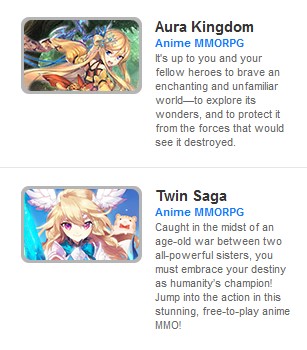 Aura Kingdom
Anime MMORPG
It's up to you and your
fellow heroes to brave an
enchanting and unfamiliar
world—to explore its
wonders, and to protect it
from the forces that would
see it destroyed.
Twin Saga
Anime MMORPG
Caught in the midst of an
age-old war between two
all-powerful sisters, you
must embrace your destiny
as humanity's champion!
Jump into the action in this
stunning, free-to-play anime
MMO!